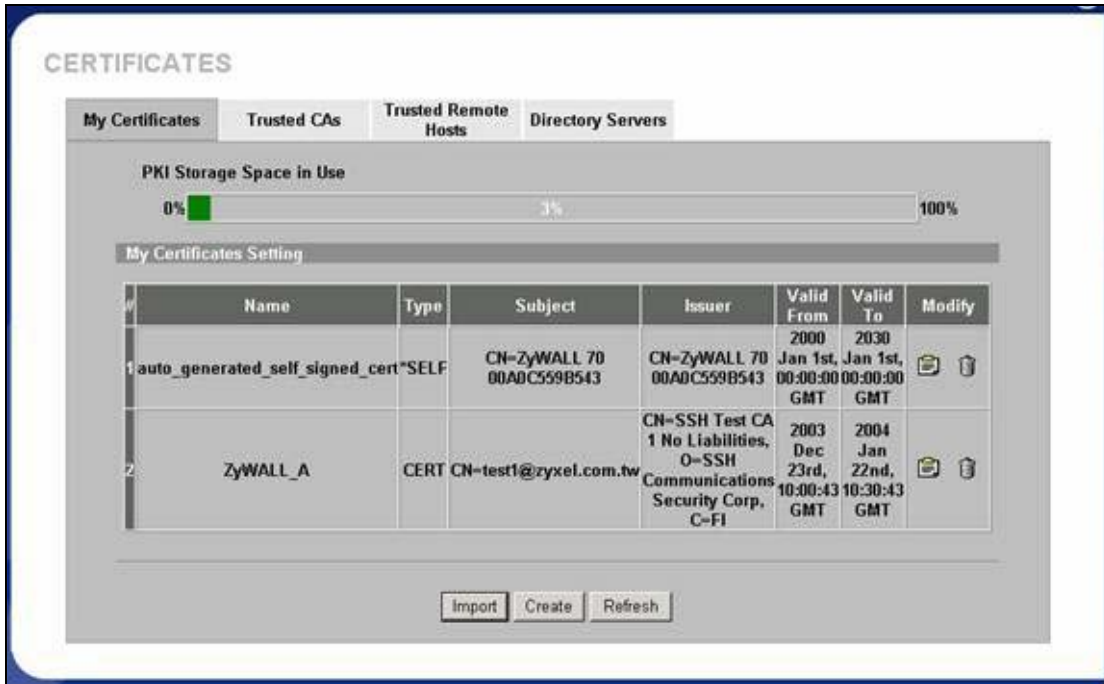 CERTIFICATES
My Certificates
Trusted CAs
Trusted Remote
Hosts
Directory Servers
PKI Storage Space in Use
0%
3%
100%
My Certificates Setting
#
Name
Type
Subject
Issuer
Valid
From
Valid
To
Modify
1
auto_generated_self_signed_cert
*SELF
CN=ZyWALL 70
00A0C559B543
CN=ZyWALL 70
00A0C559B543
2000
Jan 1st,
00:00:00
GMT
2030
Jan 1st,
00:00:00
GMT
2
ZyWALL_A
CERT
CN=test1@zyxel.com.tw
CN=SSH Test CA
1 No Liabilities,
O=SSH
Communications
Security Corp,
C=FI
2003
Dec
23rd,
10:00:43
GMT
2004
Jan
22nd,
10:30:43
GMT
Import
Create
Refresh